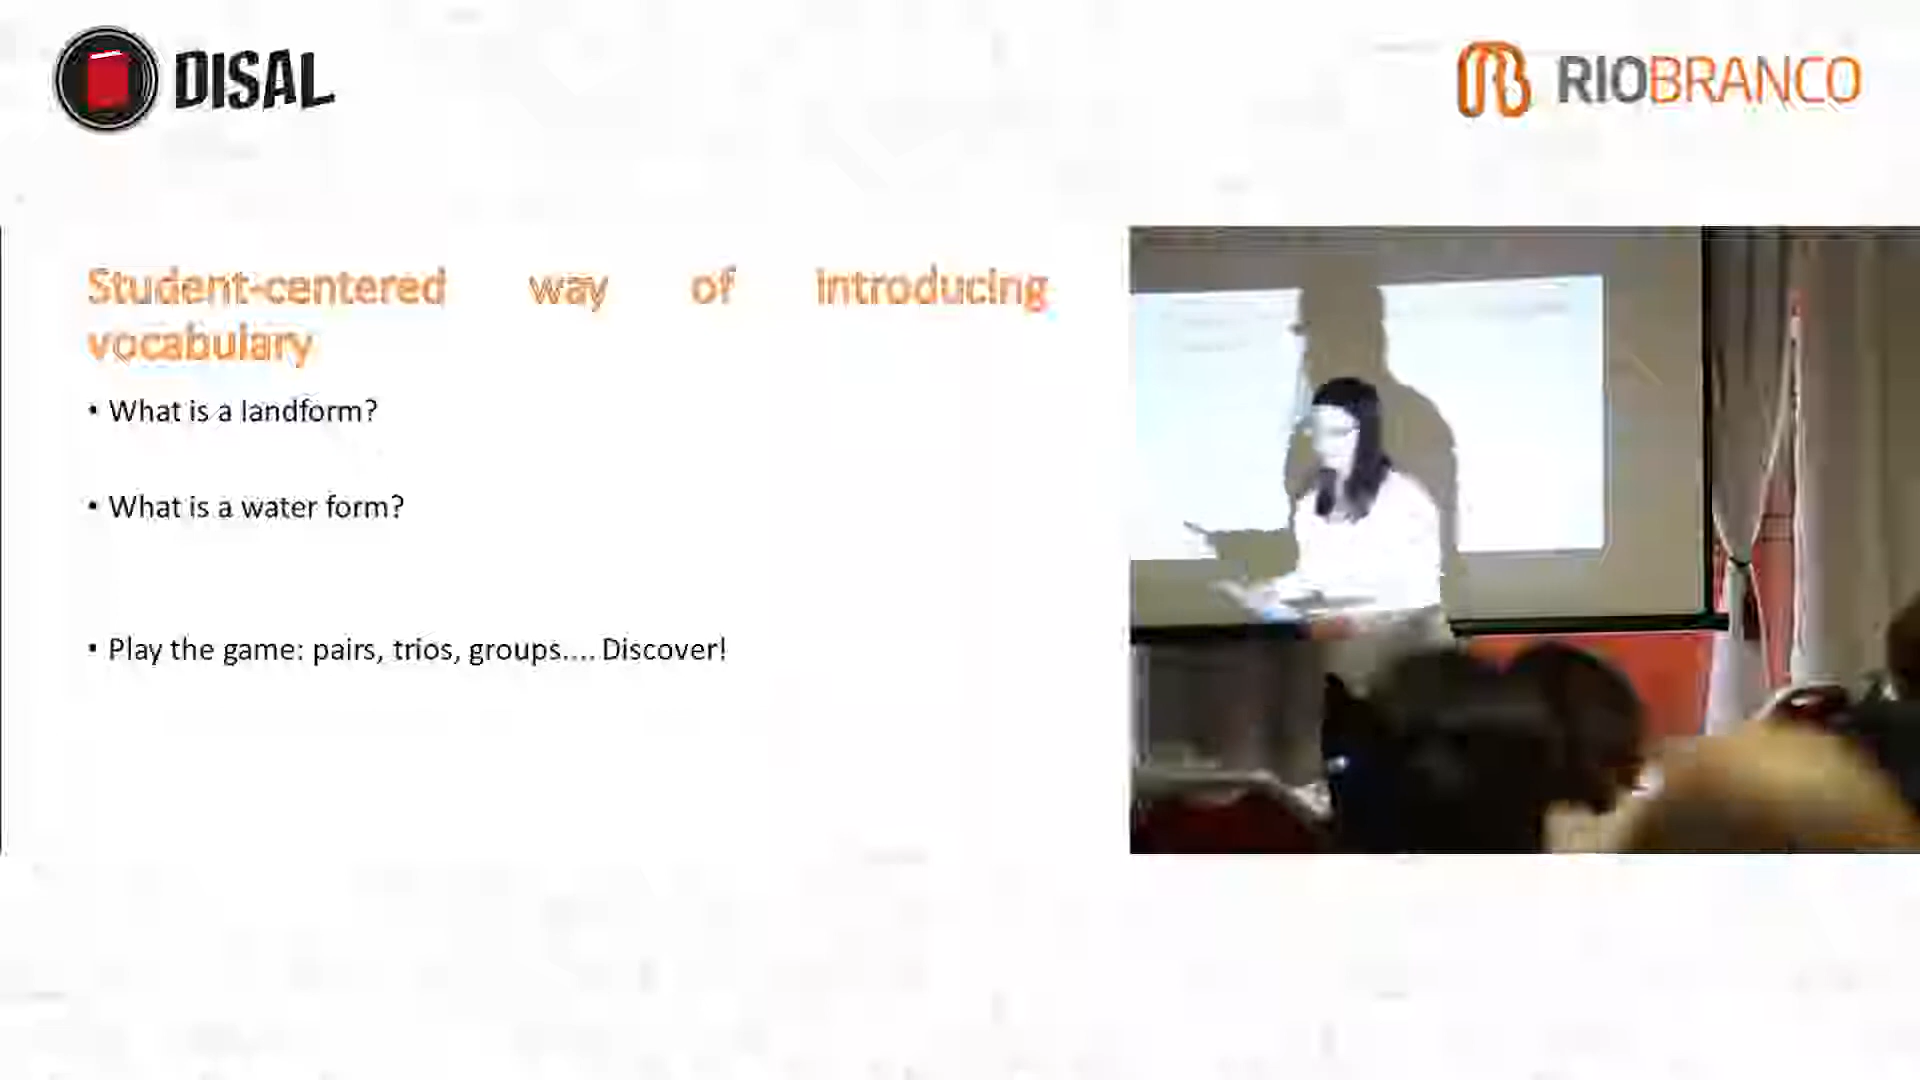 DISAL
RIOBRANCO
Student-centered way of introducing
vocabulary
• What is a landform?
• What is a water form?
• Play the game: pairs, trios, groups.... Discover!